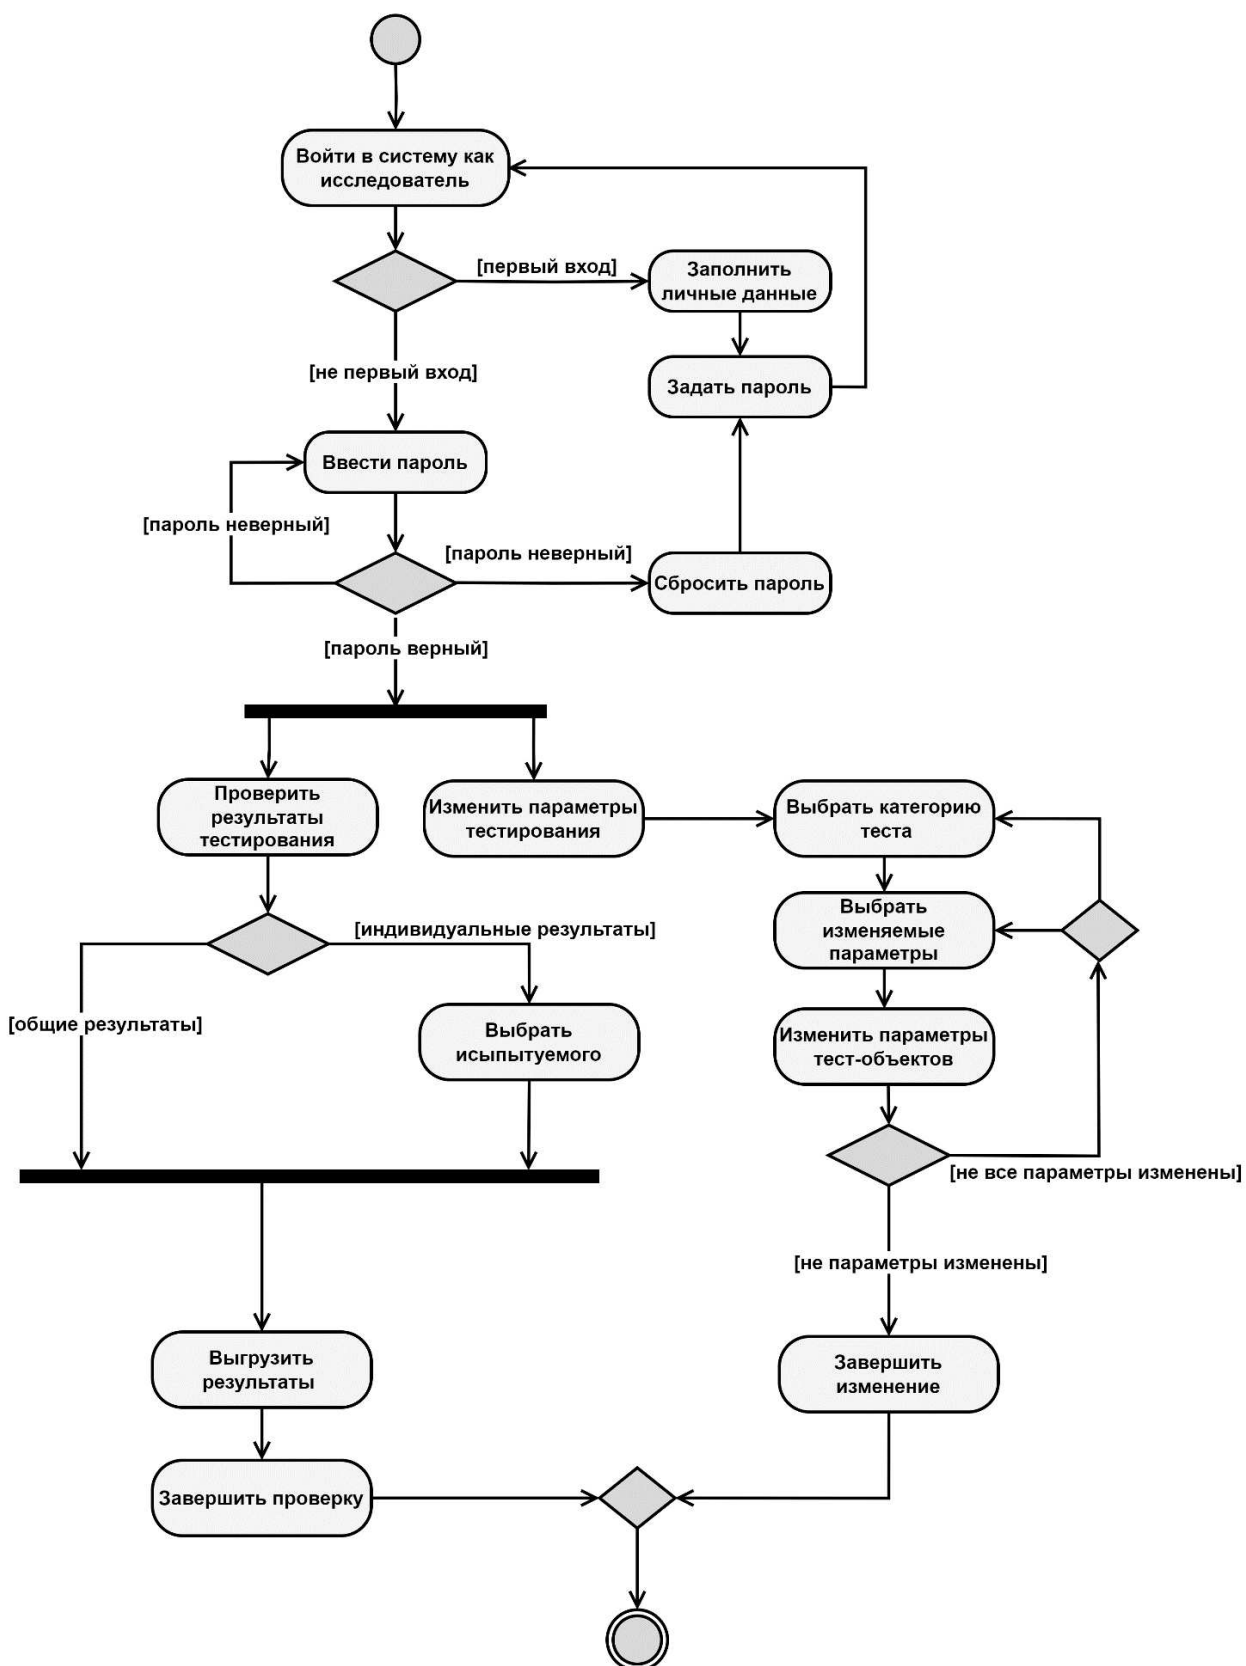 Войти в систему как
исследователь
[первый вход]
Заполнить
личные данные
[не первый вход]
Задать пароль
Ввести пароль
[пароль неверный]
[пароль неверный]
Сбросить пароль
[пароль верный]
Проверить
результаты
тестирования
Изменить параметры
тестирования
Выбрать категорию
теста
[индивидуальные результаты]
Выбрать
изменяемые
параметры
[общие результаты]
Выбрать
исыпытуемого
Изменить параметры
тест-объектов
[не все параметры изменены]
[не параметры изменены]
Выгрузить
результаты
Завершить
изменение
Завершить проверку